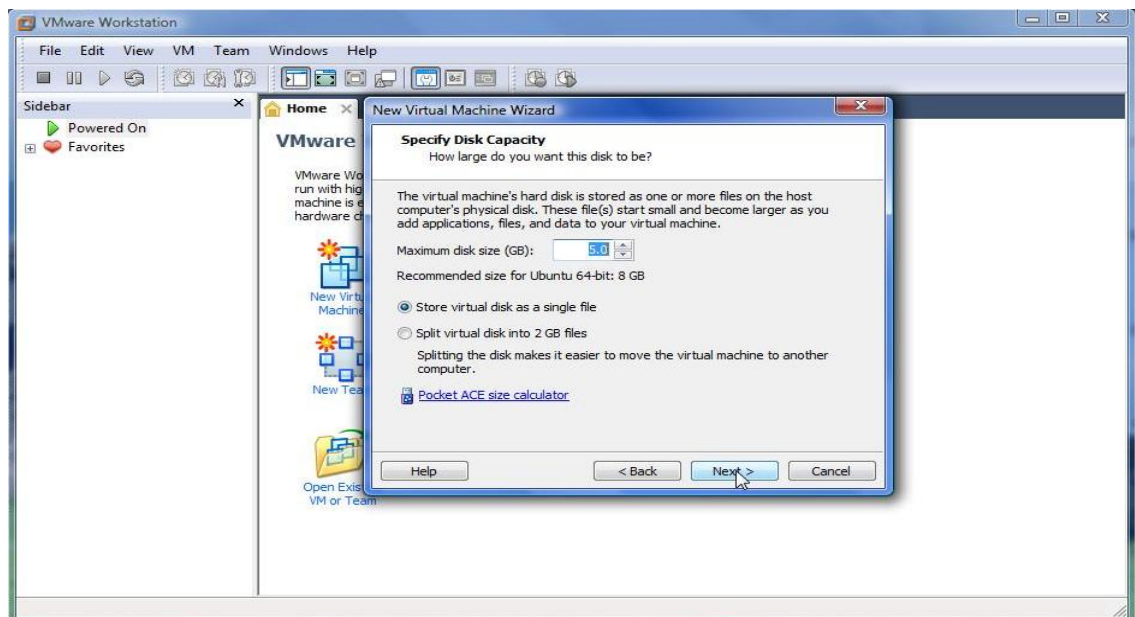 VMware Workstation
File Edit View VM Team Windows Help
Sidebar
Powered On
Favorites
Home
VMware
VMware Wo
run with hig
machine is e
hardware
New Virtu
Machine
New Tea
Open Exis
VM or Team
New Virtual Machine Wizard
Specify Disk Capacity
How large do you want this disk to be?
The virtual machine's hard disk is stored as one or more files on the host
computer's physical disk. These file(s) start small and become larger as you
add applications, files, and data to your virtual machine.
Maximum disk size (GB): 5.0
Recommended size for Ubuntu 64-bit: 8 GB
Store virtual disk as a single file
Split virtual disk into 2 GB files
Splitting the disk makes it easier to move the virtual machine to another
computer.
Pocket ACE size calculator
Help < Back Next > Cancel